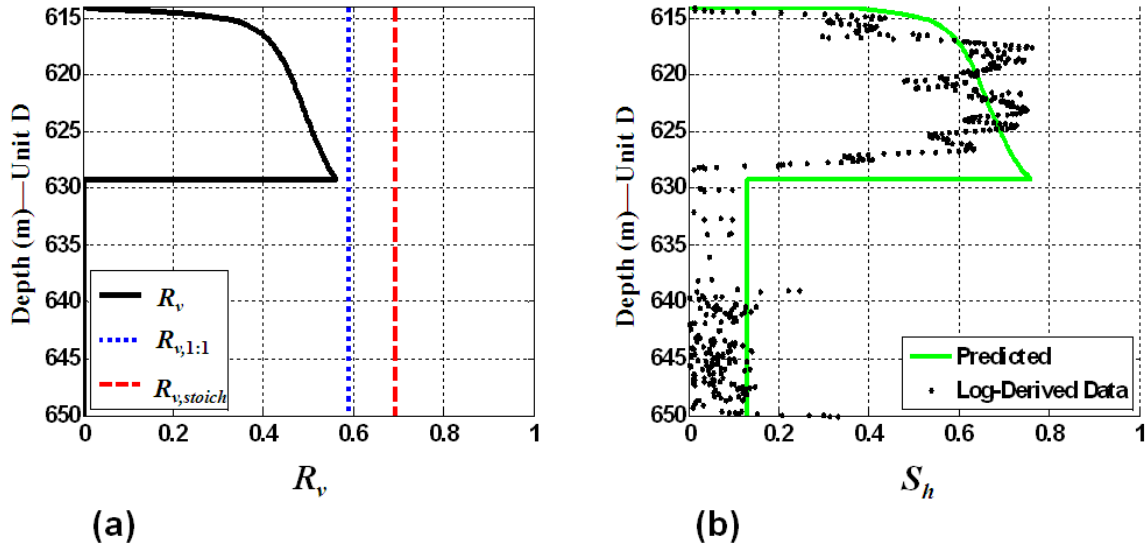 Depth (m)—Unit D
615
620
625
630
635
640
645
650
0
0.2
0.4
0.6
0.8
1
R_v
R_v,1:1
R_v,stoich
R_v
(a)
Depth (m)—Unit D
615
620
625
630
635
640
645
650
0
0.2
0.4
0.6
0.8
1
Predicted
Log-Derived Data
S_h
(b)